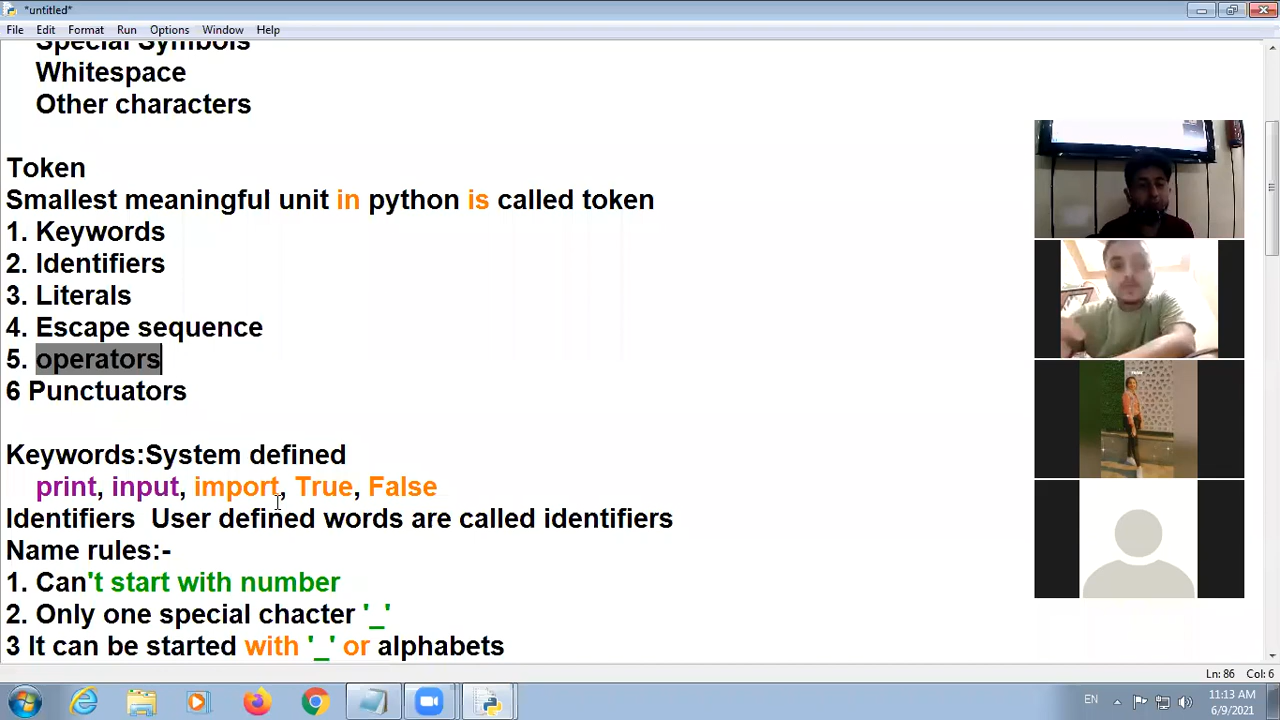 *untitled*
File Edit Format Run Options Window Help
Special Symbols
Whitespace
Other characters
Token
Smallest meaningful unit in python is called token
1. Keywords
2. Identifiers
3. Literals
4. Escape sequence
5. operators
6 Punctuators
Keywords:System defined
print, input, import, True, False
Identifiers  User defined words are called identifiers
Name rules:-
1. Can't start with number
2. Only one special chacter '_'
3 It can be started with '_' or alphabets
Ln: 86 Col: 6
EN
11:13 AM
6/9/2021